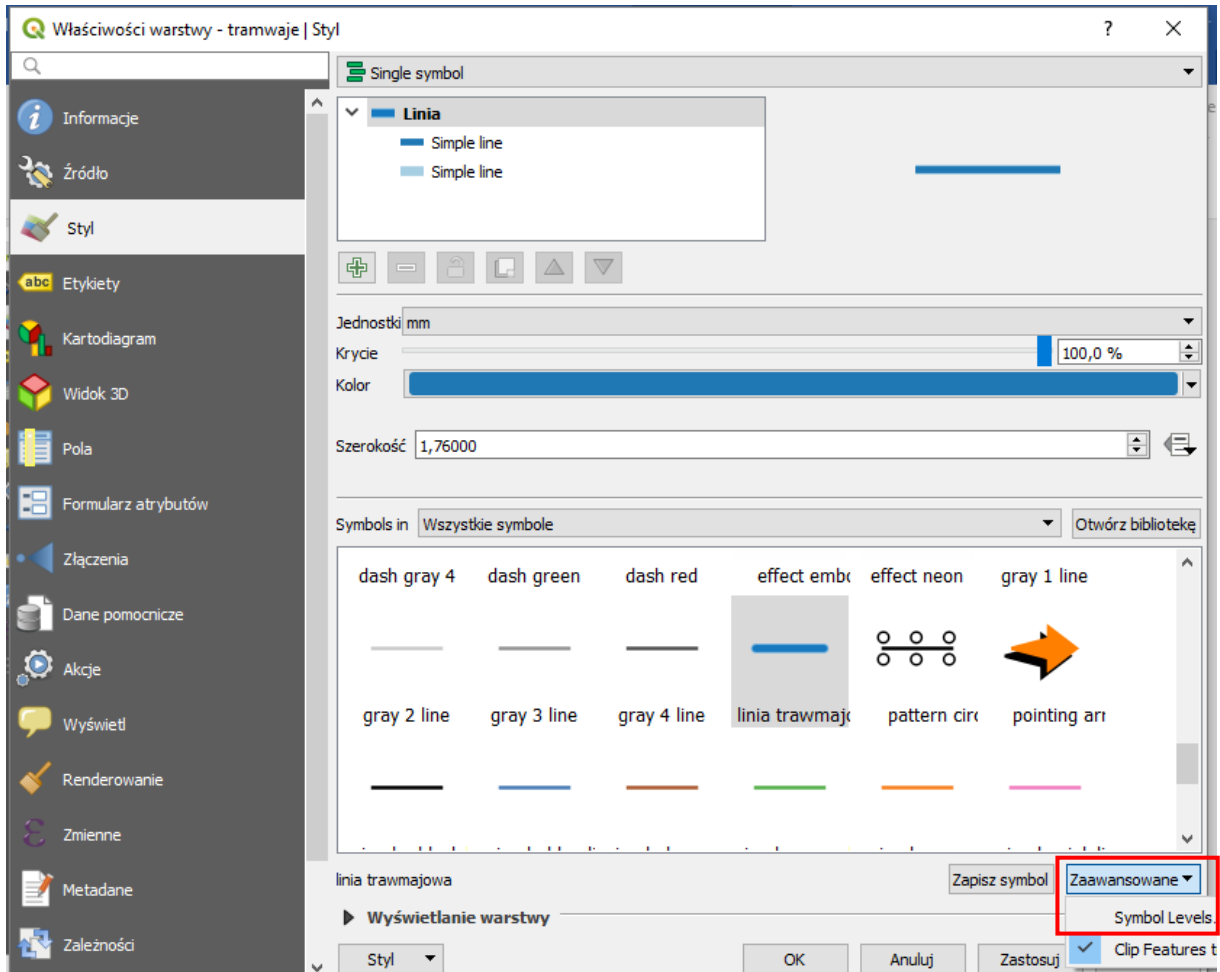 Właściwości warstwy - tramwaje | Styl
?
Single symbol
Informacje
Źródło
Styl
Etykiety
Kartodiagram
Widok 3D
Pola
Formularz atrybutów
Złączenia
Dane pomocnicze
Akcje
Wyświetl
Renderowanie
Zmienne
Metadane
Zależności
Linia
Simple line
Simple line
Jednostki mm
Krycie 100,0 %
Kolor
Szerokość 1,76000
Symbols in Wszystkie symbole Otwórz bibliotekę
dash gray 4 dash green dash red effect embo effect neon gray 1 line
gray 2 line gray 3 line gray 4 line linia trawmajo pattern circ pointing arr
linia trawmajowa Zapisz symbol Zaawansowane
Symbol Levels.
Wyświetlanie warstwy
Clip Features t
Styl OK Anuluj Zastosuj
abc